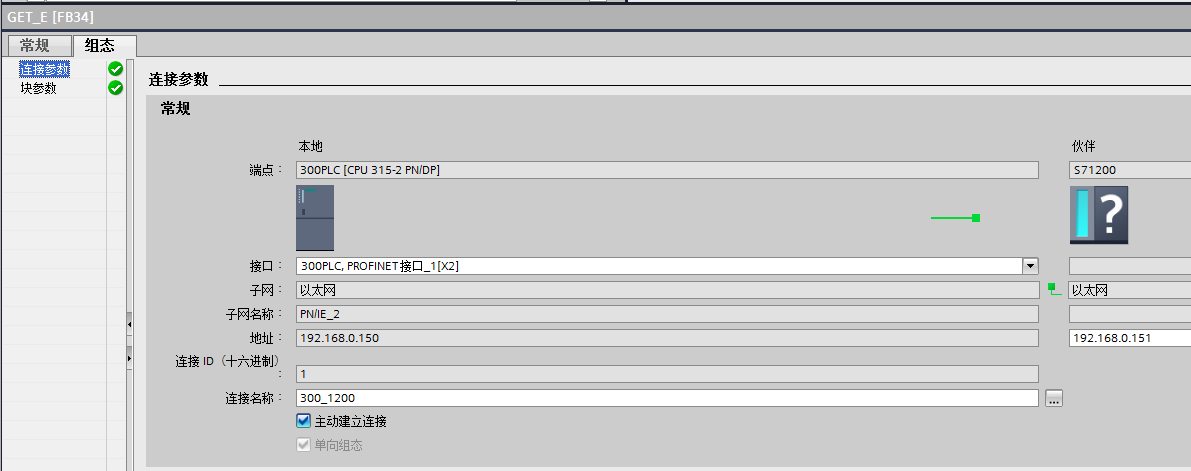 GET_E [FB34]
常规 组态
连接参数
块参数
连接参数
常规
本地 伙伴
端点： 300PLC [CPU 315-2 PN/DP] S71200
?
接口： 300PLC, PROFINET接口_1[X2]
子网： 以太网 以太网
子网名称： PN/IE_2
地址： 192.168.0.150 192.168.0.151
连接 ID（十六进制）
： 1
连接名称： 300_1200 ...
主动建立连接
单向组态